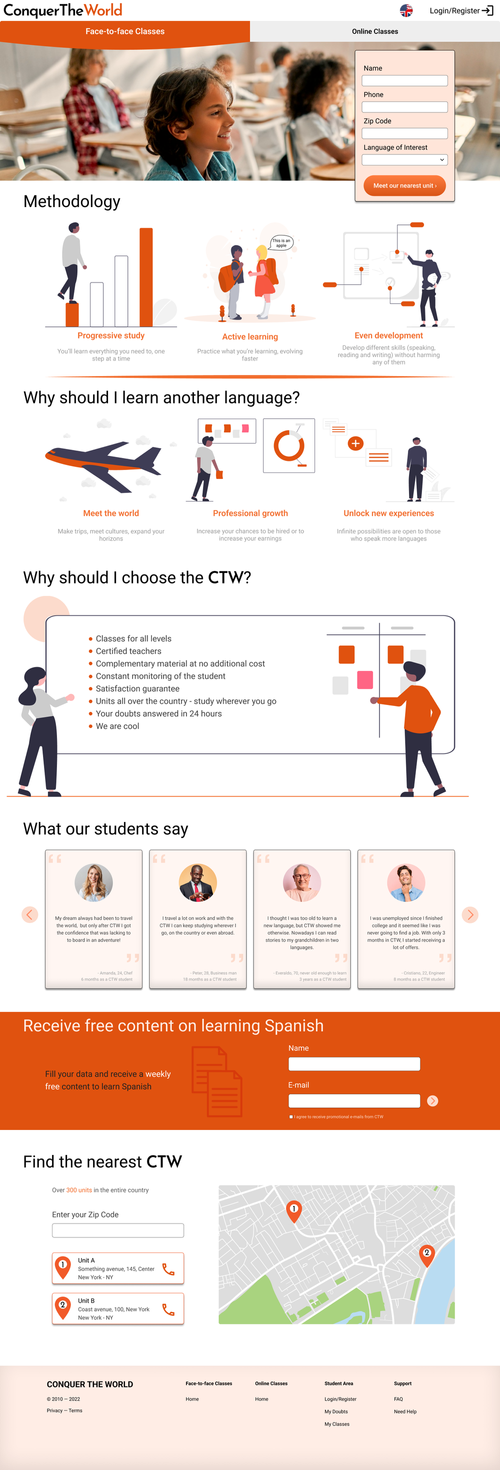 ConquerTheWorld
Login/Register
Face-to-face Classes
Online Classes
Name
Phone
Zip Code
Language of Interest
Meet our nearest unit ›
Methodology
This is an
apple
Progressive study
You'll learn everything you need to, one
step at a time
Active learning
Practice what you're learning, evolving
faster
Even development
Develop different skills (speaking,
reading and writing) without harming
any of them
Why should I learn another language?
Meet the world
Make trips, meet cultures, expand your
horizons
Professional growth
Increase your chances to be hired or to
increase your earnings
Unlock new experiences
Infinite possibilities are open to those
who speak more languages
Why should I choose the CTW?
Classes for all levels
Certified teachers
Complementary material at no additional cost
Constant monitoring of the student
Satisfaction guarantee
Units all over the country - study wherever you go
Your doubts answered in 24 hours
We are cool
What our students say
My dream always had been to travel
the world, but only after CTW I got
the confidence that was lacking to
to board in an adventure!
- Amanda, 24, Chef
6 months as a CTW student
I travel a lot on work and with the
CTW I can keep studying wherever I
go, on the country or even abroad.
- Peter, 28, Business man
18 months as a CTW student
I thought I was too old to learn a
new language, but CTW showed me
otherwise. Nowadays I can read
stories to my grandchildren in two
languages.
70, never old enough to learn
3 years as a CTW student
I was unemployed since I finished
college and it seemed like I was
never going to find a job. With only 3
months in CTW, I started receiving a
lot of offers.
- Cristiano, 22, Engineer
8 months as a CTW student
Receive free content on learning Spanish
Fill your data and receive a weekly
free content to learn Spanish
Name
E-mail
I agree to receive promotional e-mails from CTW
Find the nearest CTW
Over 300 units in the entire country
Enter your Zip Code
1
Unit A
Something avenue, 145, Center
New York - NY
2
Unit B
Coast avenue, 100, New York
New York - NY
1
2
CONQUER THE WORLD
© 2010 — 2022
Privacy — Terms
Face-to-face Classes
Home
Online Classes
Home
Student Area
Login/Register
My Doubts
My Classes
Support
FAQ
Need Help